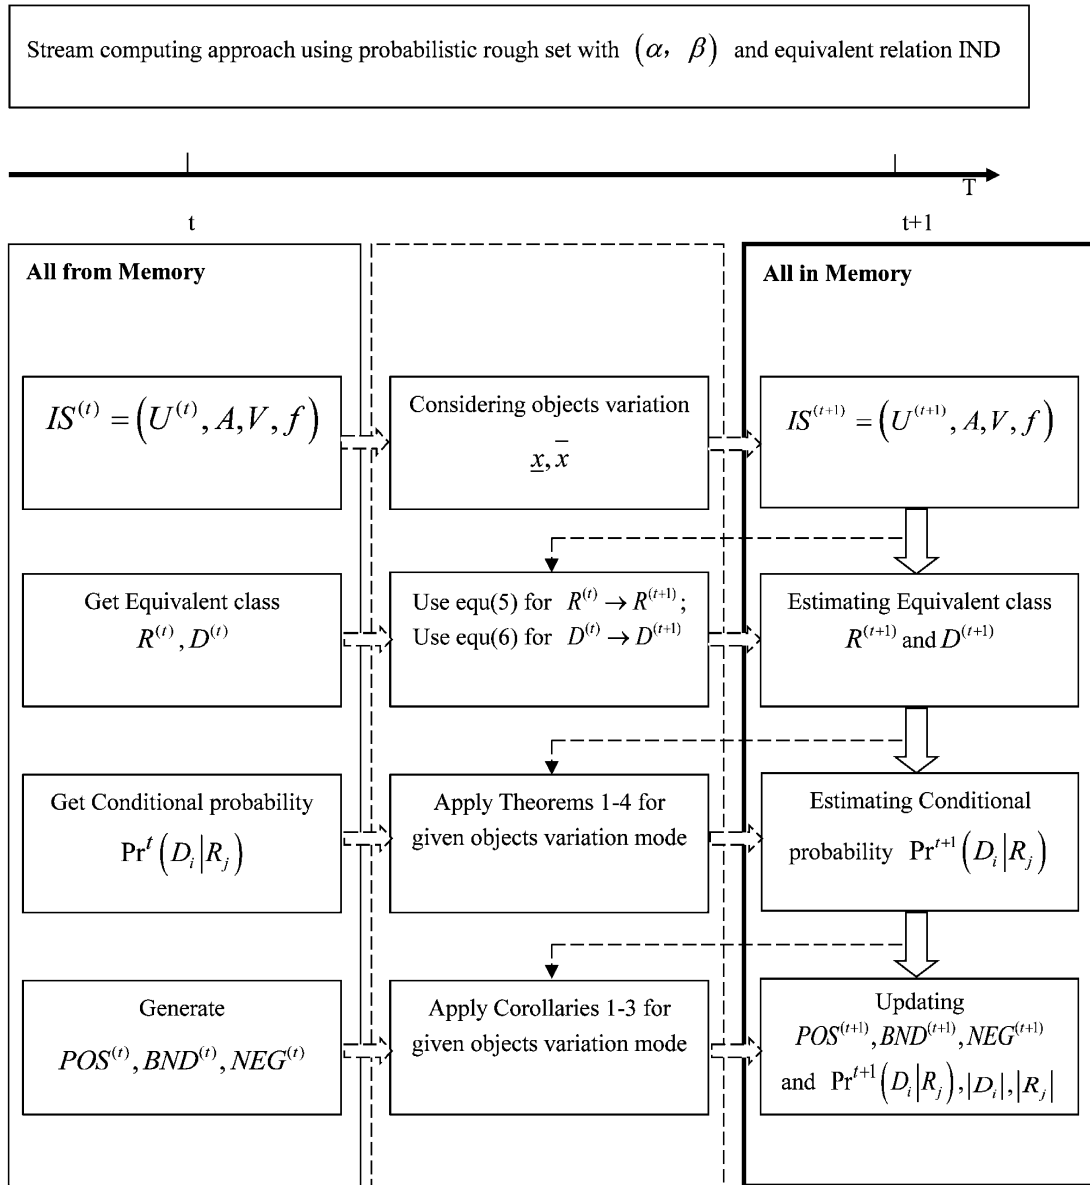 Stream computing approach using probabilistic rough set with (α, β) and equivalent relation IND
T
t
t+1
All from Memory
All in Memory
IS^(t) = (U^(t), A, V, f)
Considering objects variation
x̲, x̅
IS^(t+1) = (U^(t+1), A, V, f)
Get Equivalent class
R^(t), D^(t)
Use equ(5) for R^(t) → R^(t+1);
Use equ(6) for D^(t) → D^(t+1)
Estimating Equivalent class
R^(t+1) and D^(t+1)
Get Conditional probability
Pr^t (D_i|R_j)
Apply Theorems 1-4 for
given objects variation mode
Estimating Conditional
probability Pr^t+1 (D_i|R_j)
Generate
POS^(t), BND^(t), NEG^(t)
Apply Corollaries 1-3 for
given objects variation mode
Updating
POS^(t+1), BND^(t+1), NEG^(t+1)
and Pr^t+1 (D_i|R_j), |D_i|, |R_j|